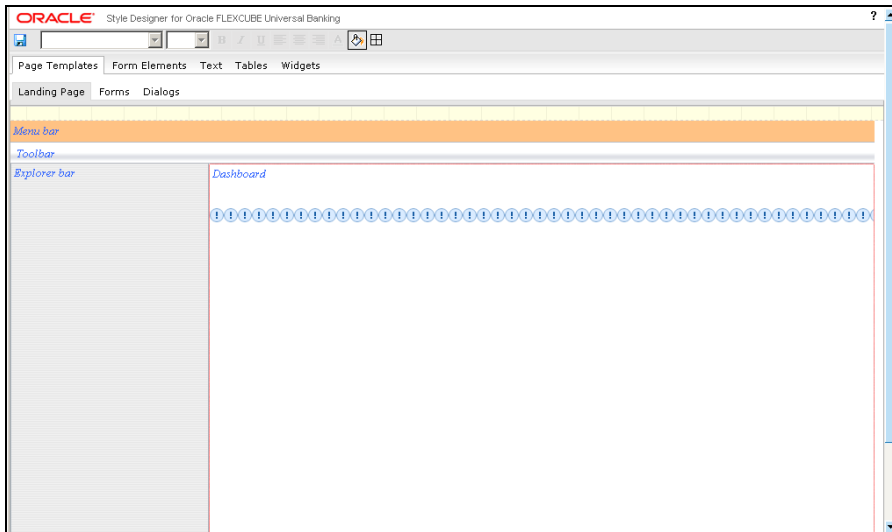 ORACLE® Style Designer for Oracle FLEXCUBE Universal Banking ?
B I U A
Page Templates Form Elements Text Tables Widgets
Landing Page Forms Dialogs
Menu bar
Toolbar
Explorer bar Dashboard